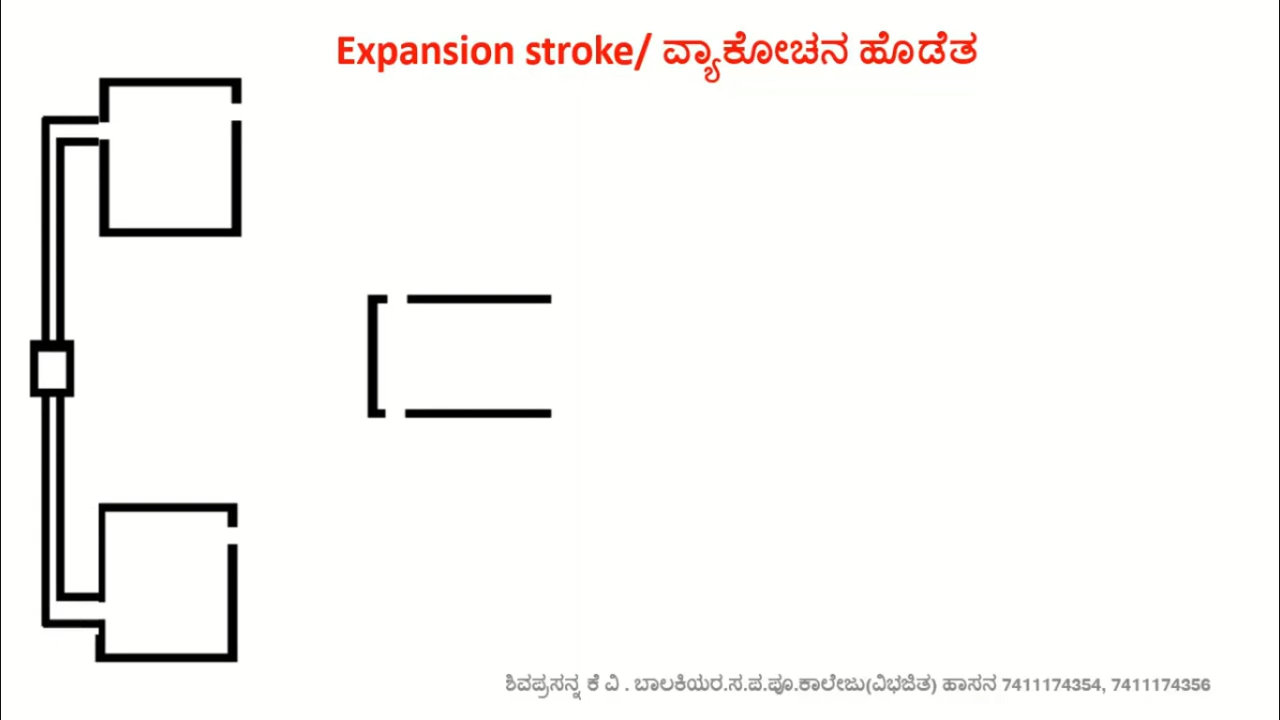 Expansion stroke/ ವ್ಯಾಕೋಚನ ಹೊಡೆತ
ಶಿವಪ್ರಸನ್ನ ಕೆ ವಿ . ಬಾಲಕಿಯರ.ಸ.ಪ.ಪೂ.ಕಾಲೇಜು(ವಿಭಜಿತ) ಹಾಸನ 7411174354, 7411174356